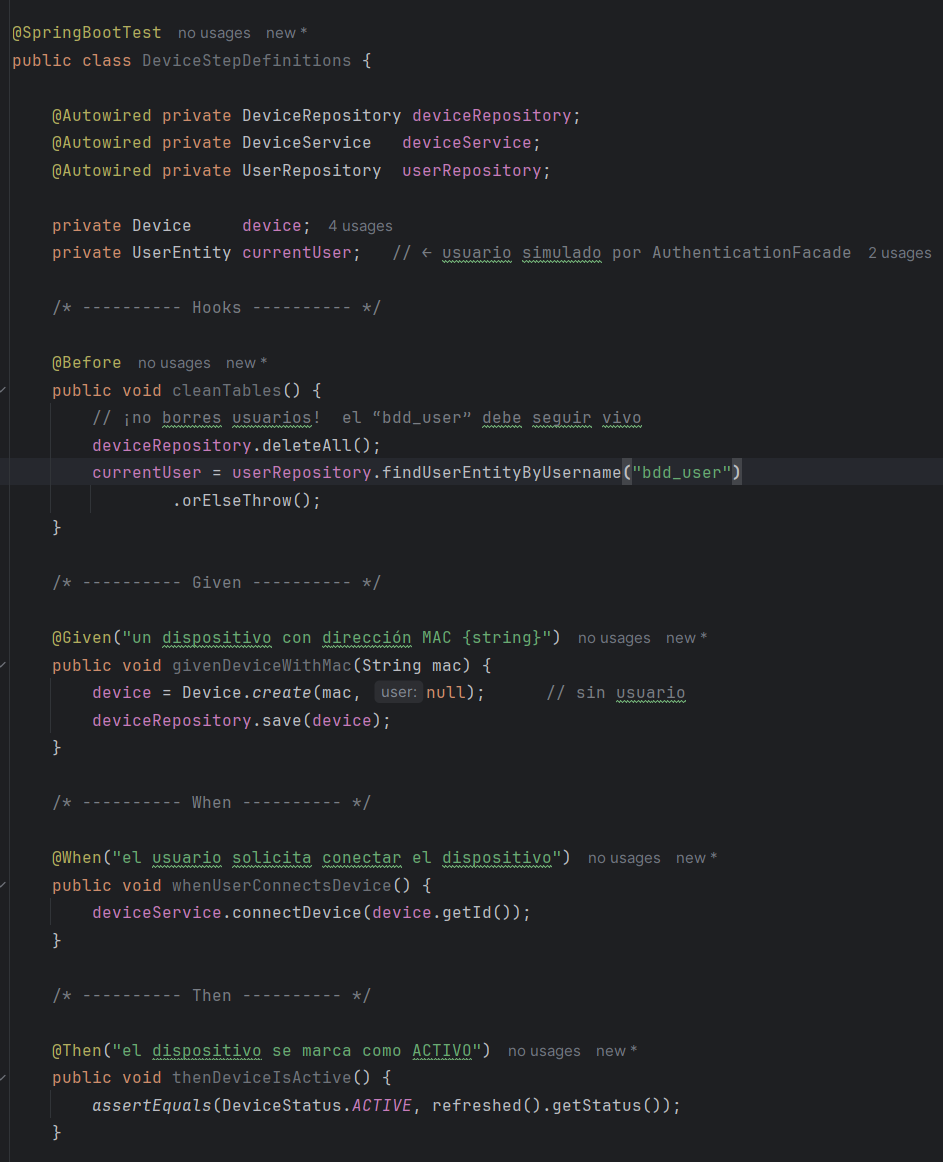 @SpringBootTest no usages new *
public class DeviceStepDefinitions {
@Autowired private DeviceRepository deviceRepository;
@Autowired private DeviceService deviceService;
@Autowired private UserRepository userRepository;
private Device device; 4 usages
private UserEntity currentUser; // ← usuario simulado por AuthenticationFacade 2 usages
/* ---------- Hooks ---------- */
@Before no usages new *
public void cleanTables() {
// ¡no borres usuarios! el “bdd_user” debe seguir vivo
deviceRepository.deleteAll();
currentUser = userRepository.findUserEntityByUsername("bdd_user")
.orElseThrow();
}
/* ---------- Given ---------- */
@Given("un dispositivo con dirección MAC {string}") no usages new *
public void givenDeviceWithMac(String mac) {
device = Device.create(mac, user: null); // sin usuario
deviceRepository.save(device);
}
/* ---------- When ---------- */
@When("el usuario solicita conectar el dispositivo") no usages new *
public void whenUserConnectsDevice() {
deviceService.connectDevice(device.getId());
}
/* ---------- Then ---------- */
@Then("el dispositivo se marca como ACTIVO") no usages new *
public void thenDeviceIsActive() {
assertEquals(DeviceStatus.ACTIVE, refreshed().getStatus());
}